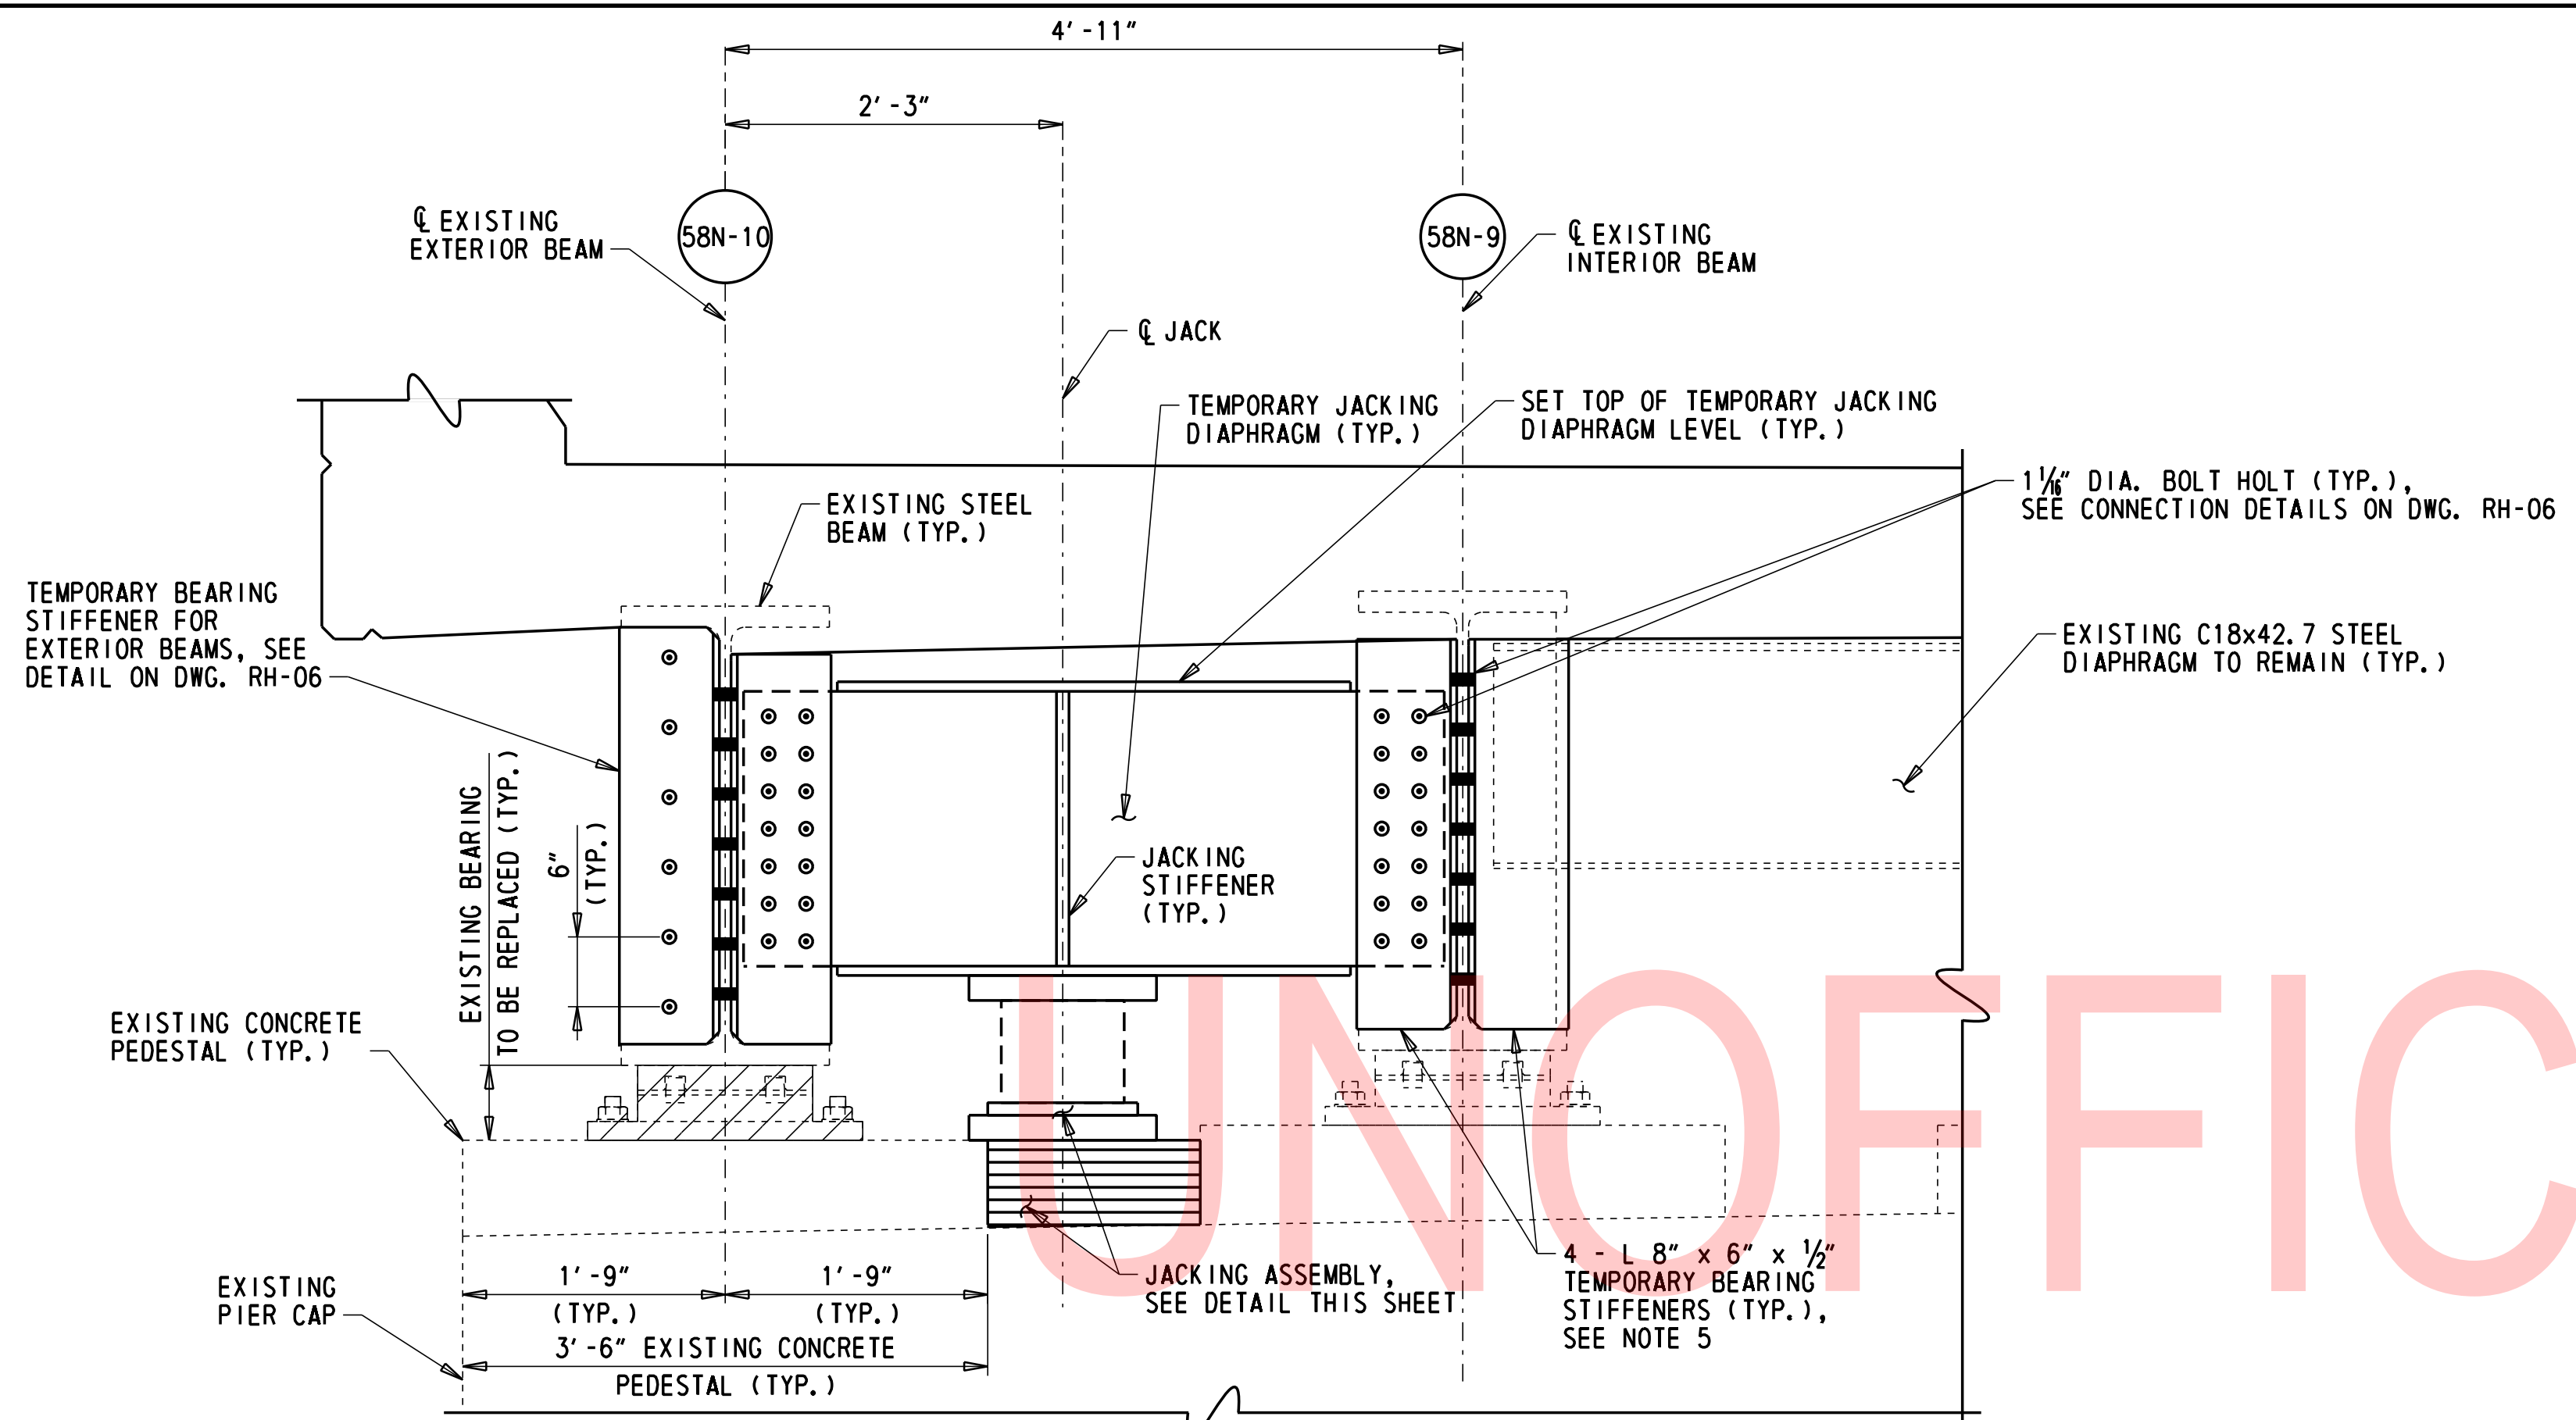 4'-11"
2'-3"
℄ EXISTING
EXTERIOR BEAM
58N-10
58N-9
℄ EXISTING
INTERIOR BEAM
℄ JACK
TEMPORARY JACKING
DIAPHRAGM (TYP.)
SET TOP OF TEMPORARY JACKING
DIAPHRAGM LEVEL (TYP.)
1 1/16" DIA. BOLT HOLT (TYP.),
SEE CONNECTION DETAILS ON DWG. RH-06
EXISTING STEEL
BEAM (TYP.)
TEMPORARY BEARING
STIFFENER FOR
EXTERIOR BEAMS, SEE
DETAIL ON DWG. RH-06
EXISTING C18x42.7 STEEL
DIAPHRAGM TO REMAIN (TYP.)
EXISTING BEARING
TO BE REPLACED (TYP.)
6"
(TYP.)
JACKING
STIFFENER
(TYP.)
EXISTING CONCRETE
PEDESTAL (TYP.)
EXISTING
PIER CAP
1'-9"
(TYP.)
1'-9"
(TYP.)
3'-6" EXISTING CONCRETE
PEDESTAL (TYP.)
JACKING ASSEMBLY,
SEE DETAIL THIS SHEET
4 - L 8" x 6" x 1/2"
TEMPORARY BEARING
STIFFENERS (TYP.),
SEE NOTE 5
UNOFFIC